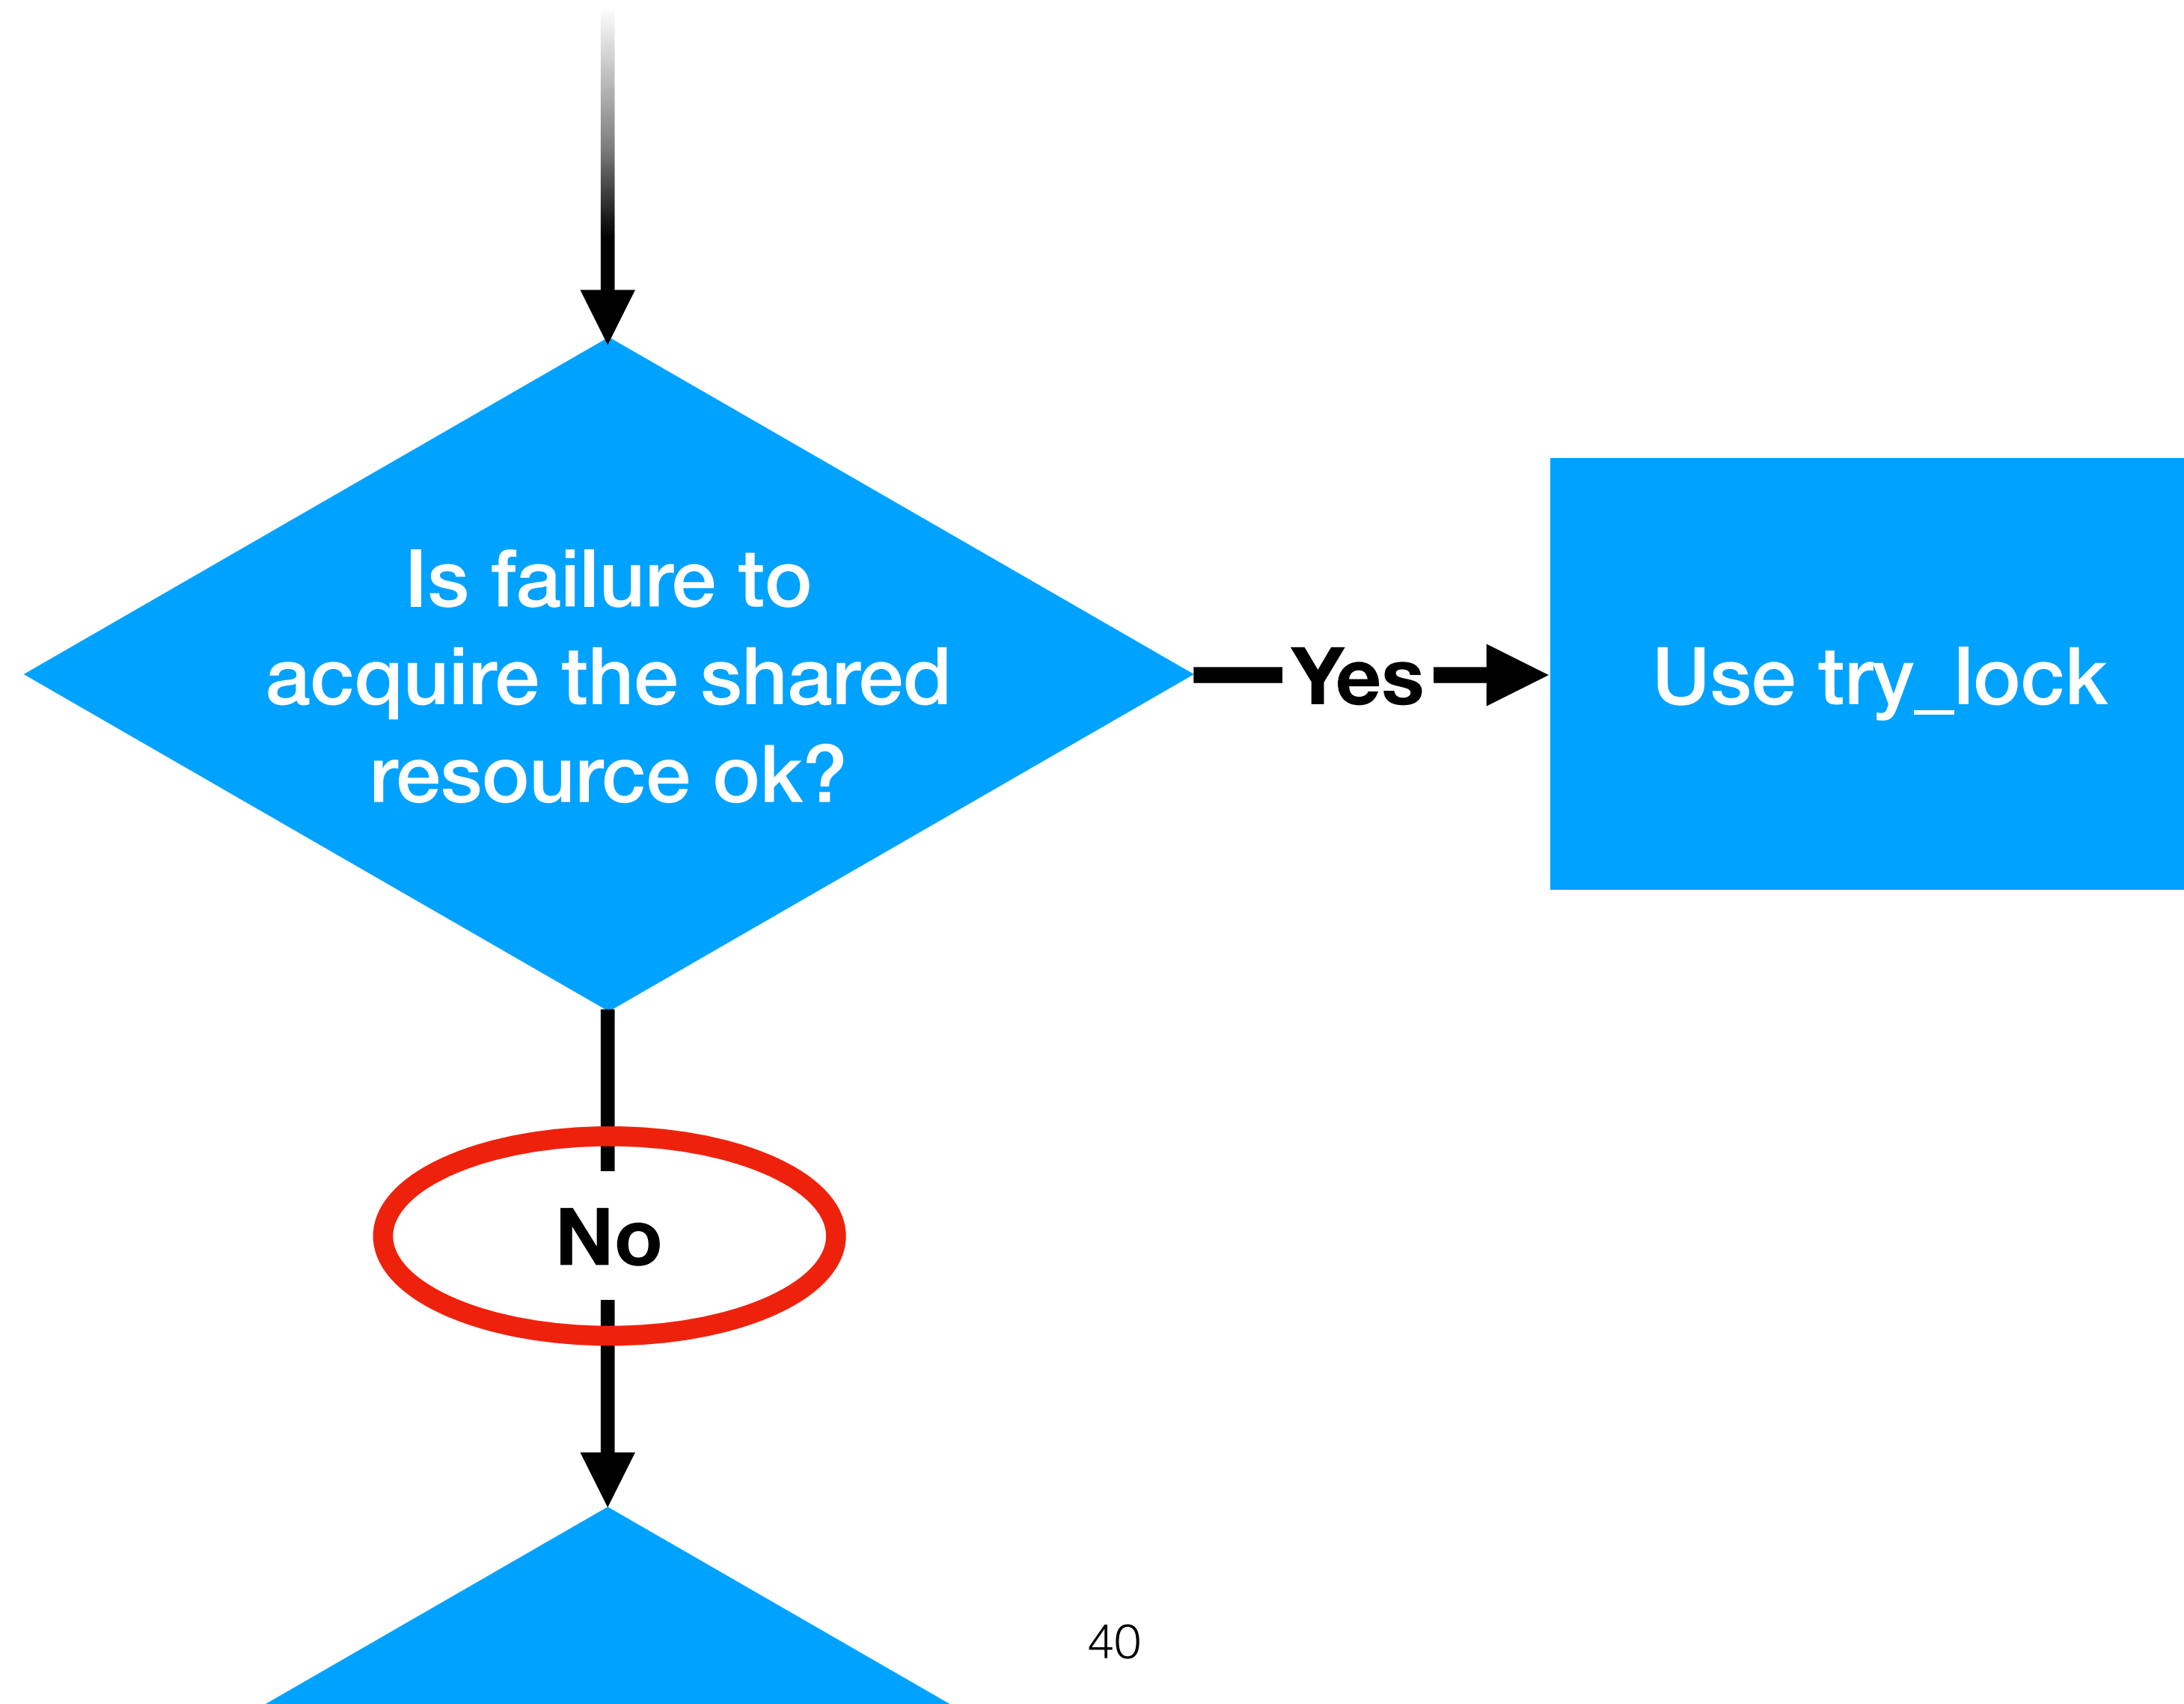 Is failure to
acquire the shared
resource ok?
Yes
Use try_lock
No
40